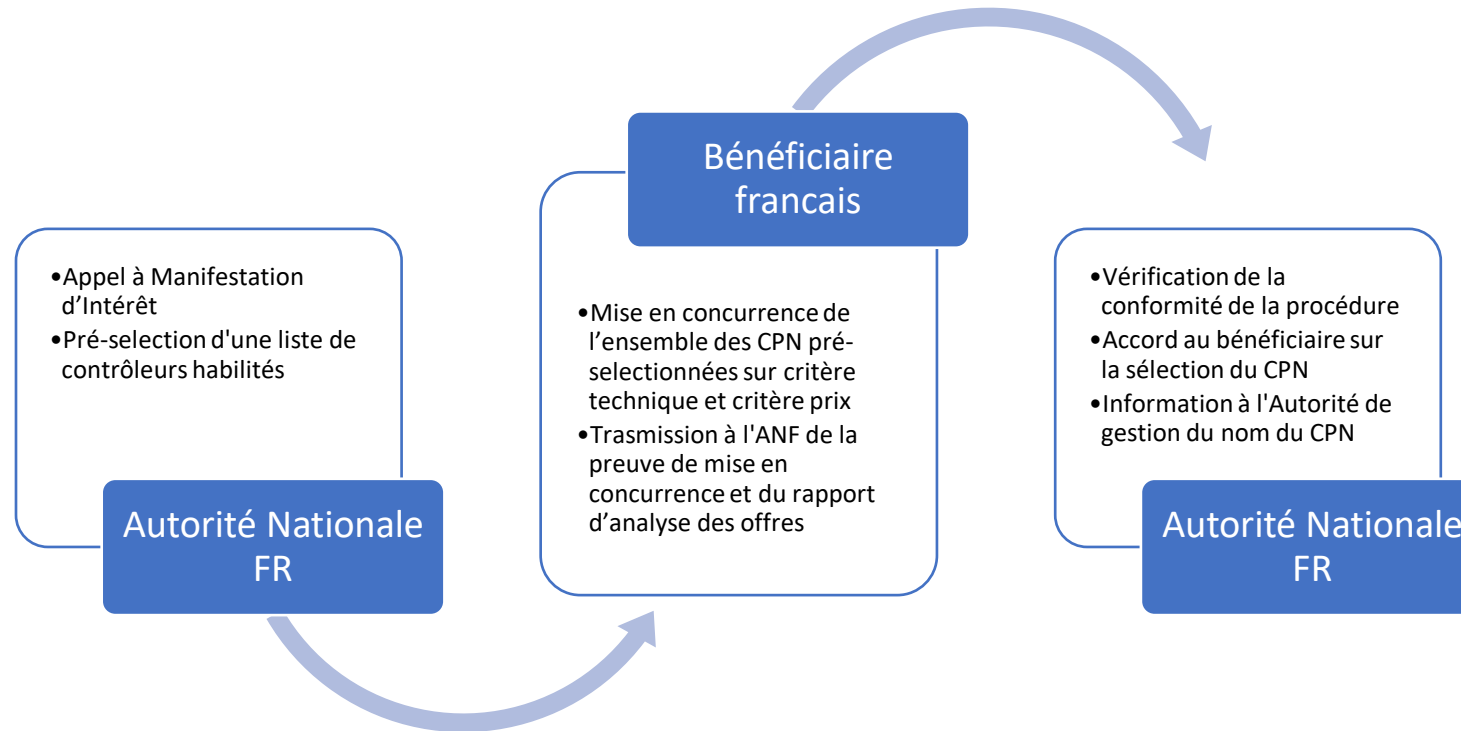 •Appel à Manifestation
d’Intérêt
•Pré-selection d'une liste de
contrôleurs habilités
Autorité Nationale
FR
Bénéficiaire
francais
•Mise en concurrence de
l’ensemble des CPN pré-
selectionnées sur critère
technique et critère prix
•Trasmission à l'ANF de la
preuve de mise en
concurrence et du rapport
d’analyse des offres
•Vérification de la
conformité de la procédure
•Accord au bénéficiaire sur
la sélection du CPN
•Information à l'Autorité de
gestion du nom du CPN
Autorité Nationale
FR